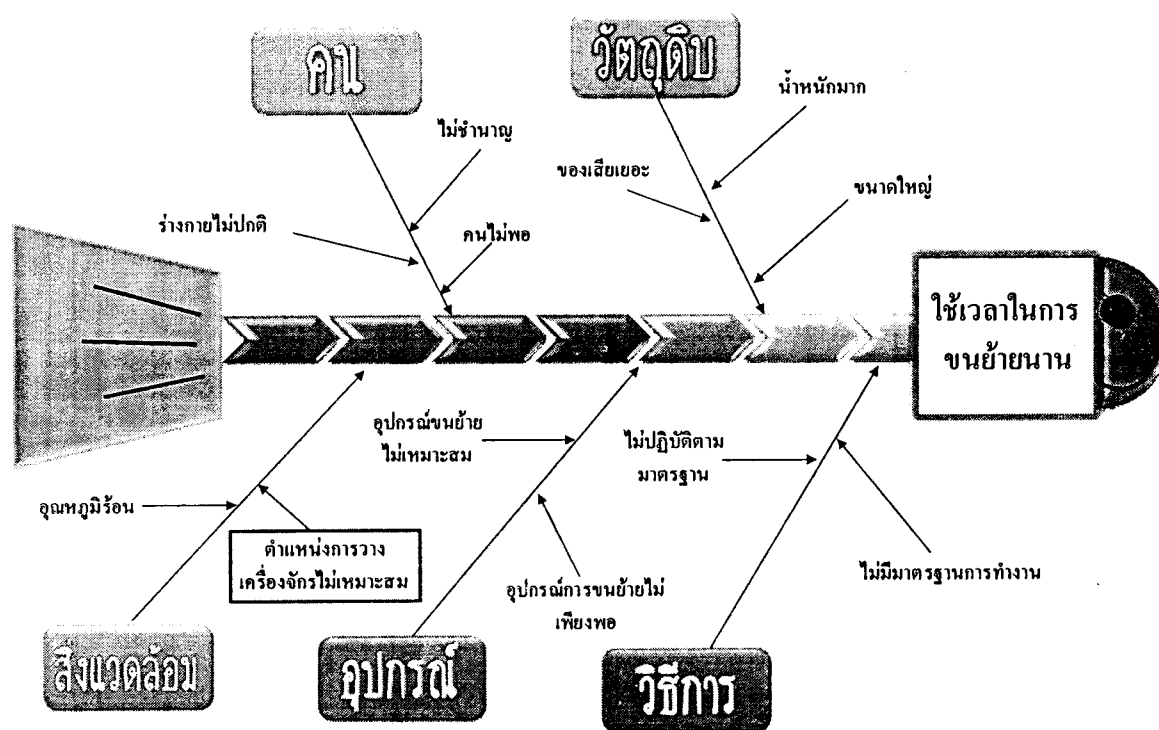 คน
วัตถุดิบ
น้ำหนักมาก
ไม่ชำนาญ
ของเสียเยอะ
ขนาดใหญ่
ร่างกายไม่ปกติ
คนไม่พอ
ใช้เวลาในการ
ขนย้ายนาน
อุปกรณ์ขนย้าย
ไม่เหมาะสม
ไม่ปฏิบัติตาม
มาตรฐาน
อุณหภูมิร้อน
ตำแหน่งการวาง
เครื่องจักรไม่เหมาะสม
อุปกรณ์การขนย้ายไม่
เพียงพอ
ไม่มีมาตรฐานการทำงาน
สิ่งแวดล้อม
อุปกรณ์
วิธีการ